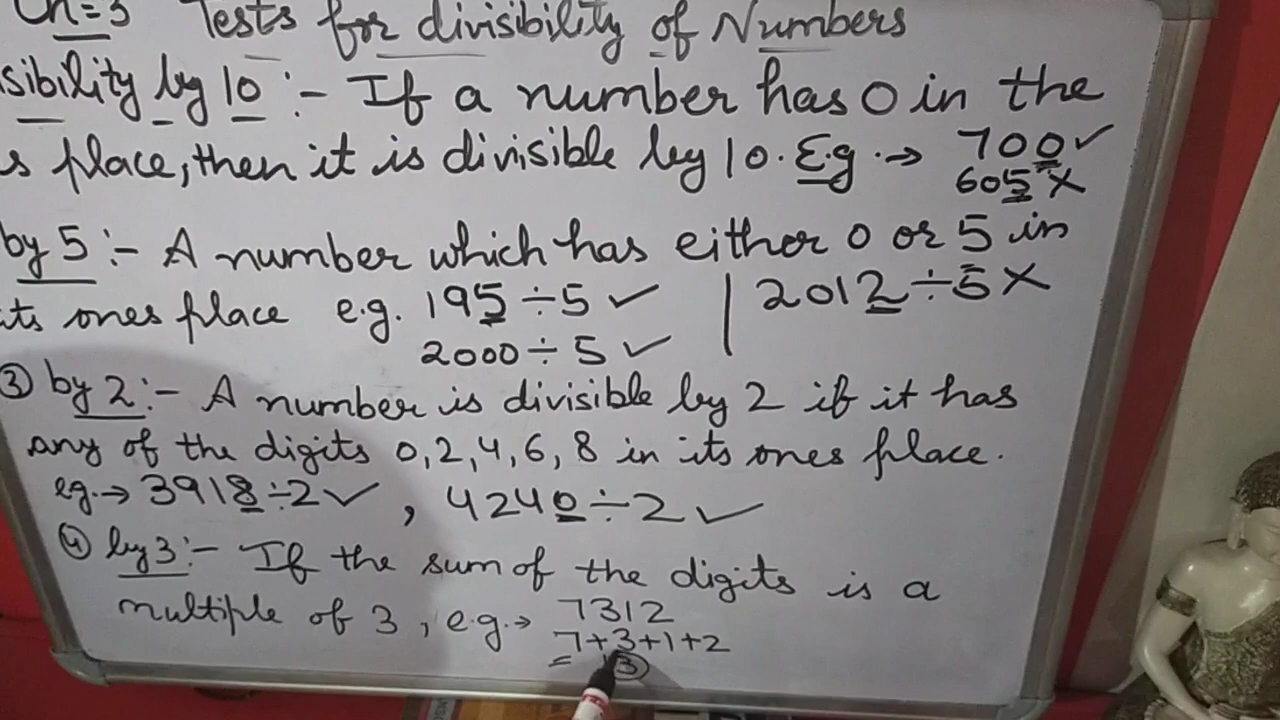 Ch=3 Tests for divisibility of Numbers
sibility by 10 :- If a number has 0 in the
s place, then it is divisible by 10. E.g → 700 ✓
605 X
by 5 :- A number which has either 0 or 5 in
its ones place e.g. 195 ÷ 5 ✓ | 2012 ÷ 5 X
2000 ÷ 5 ✓
③ by 2 :- A number is divisible by 2 if it has
any of the digits 0, 2, 4, 6, 8 in its ones place.
eg. → 3918 ÷ 2 ✓ , 4240 ÷ 2 ✓
④ by 3 :- If the sum of the digits is a
multiple of 3, e.g. → 7312
7+3+1+2